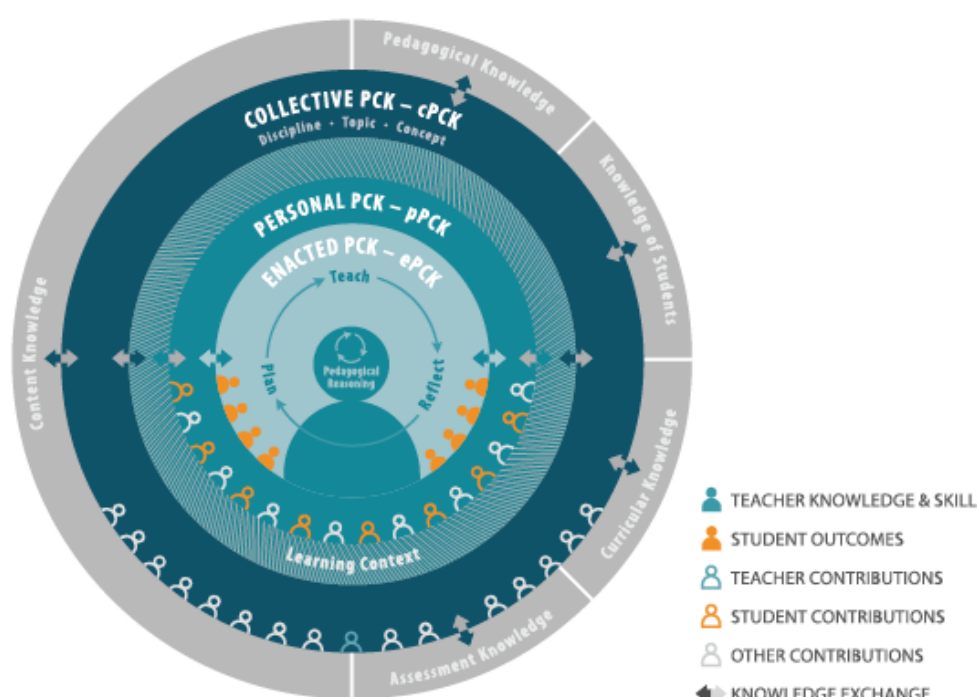 Pedagogical Knowledge
COLLECTIVE PCK – cPCK
Discipline • Topic • Concept
Knowledge of Students
PERSONAL PCK – pPCK
ENACTED PCK – ePCK
Teach
Content Knowledge
Pedagogical
Reasoning
Plan
Reflect
Curricular Knowledge
Learning Context
Assessment Knowledge
TEACHER KNOWLEDGE & SKILL
STUDENT OUTCOMES
TEACHER CONTRIBUTIONS
STUDENT CONTRIBUTIONS
OTHER CONTRIBUTIONS
KNOWLEDGE EXCHANGE